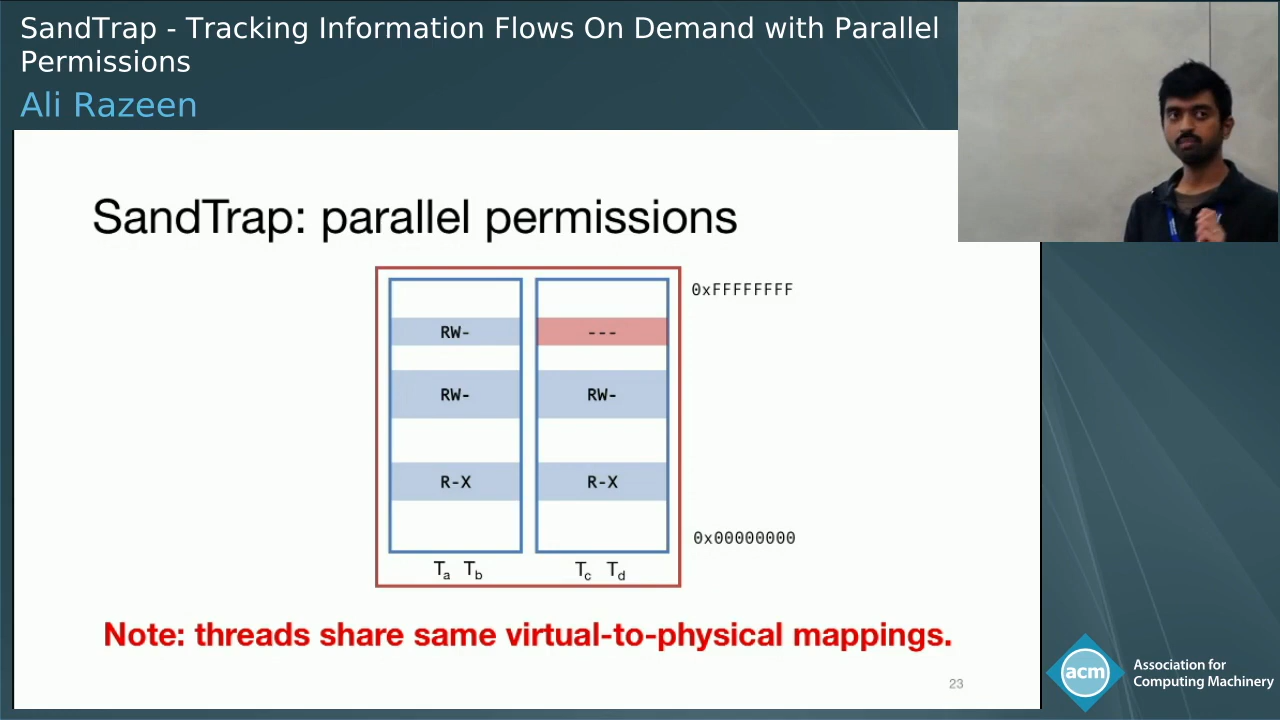 SandTrap - Tracking Information Flows On Demand with Parallel
Permissions
Ali Razeen
SandTrap: parallel permissions
0xFFFFFFFF
RW- ---
RW- RW-
R-X R-X
0x00000000
Ta Tb Tc Td
Note: threads share same virtual-to-physical mappings.
23
acm
Association for
Computing Machinery